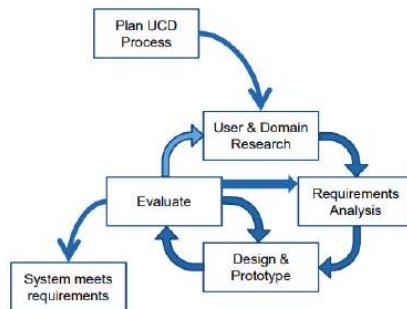 Plan UCD
Process
User & Domain
Research
Evaluate
Requirements
Analysis
Design &
Prototype
System meets
requirements